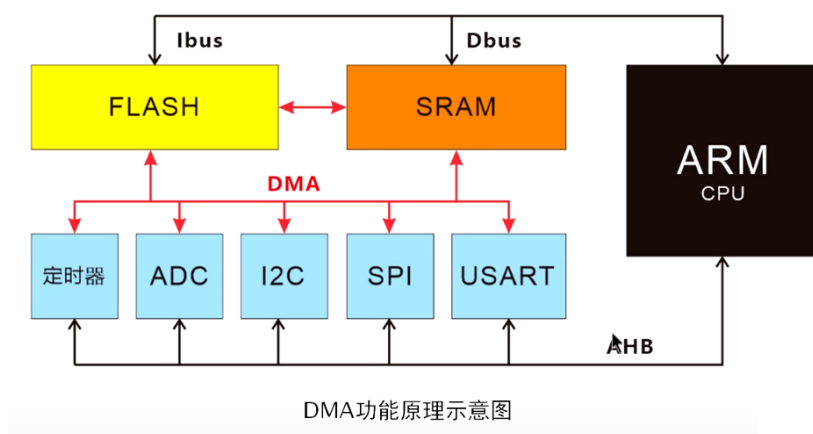 Ibus
Dbus
FLASH
SRAM
ARM
CPU
DMA
定时器
ADC
I2C
SPI
USART
AHB
DMA功能原理示意图